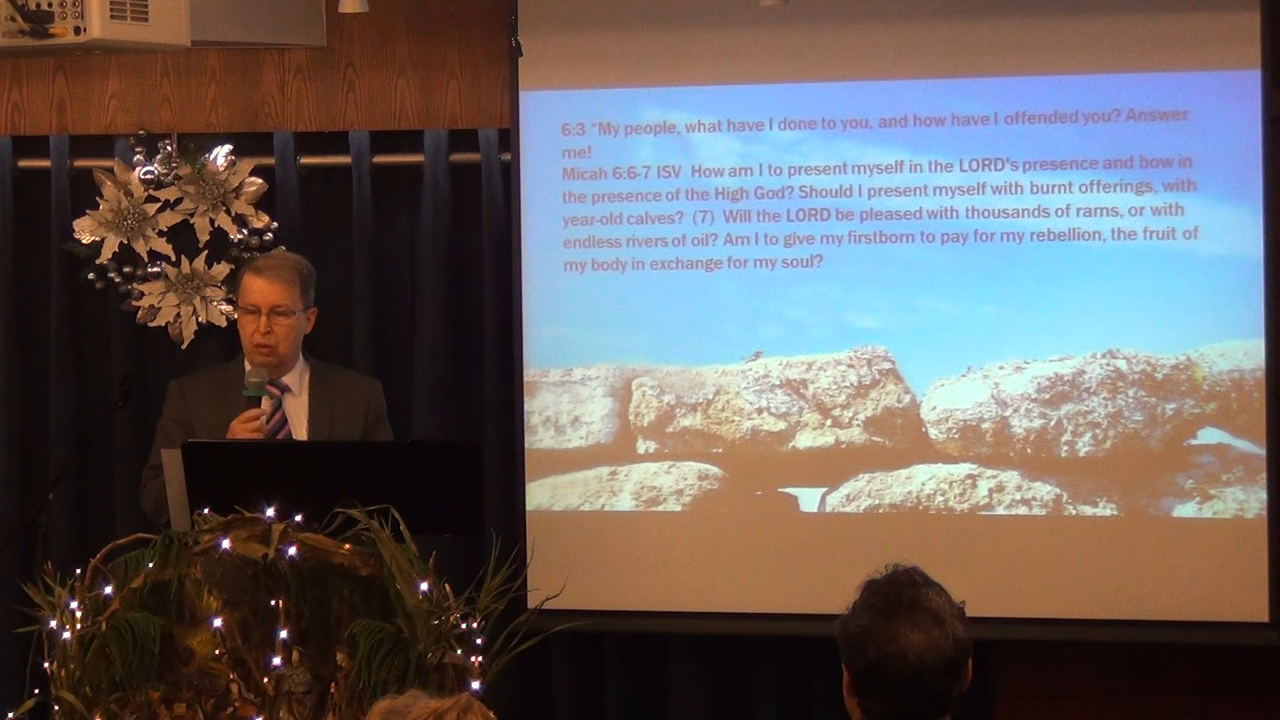 6:3 "My people, what have I done to you, and how have I offended you? Answer
me!
Micah 6:6-7 ISV How am I to present myself in the LORD's presence and bow in
the presence of the High God? Should I present myself with burnt offerings, with
year-old calves? (7) Will the LORD be pleased with thousands of rams, or with
endless rivers of oil? Am I to give my firstborn to pay for my rebellion, the fruit of
my body in exchange for my soul?